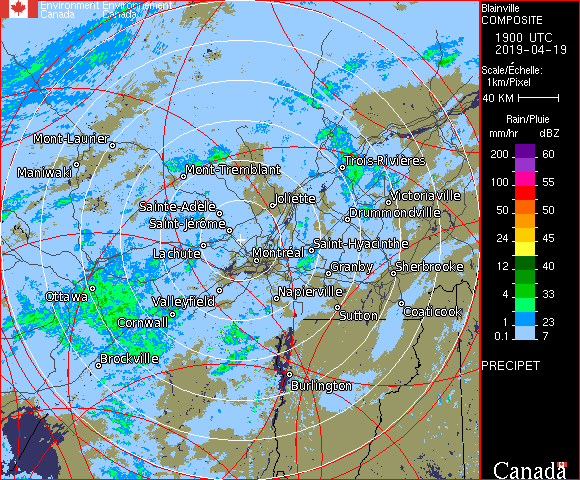 Environment Environnement
Canada Canada
Blainville
COMPOSITE
1900 UTC
2019-04-19
Scale/Échelle:
1km/Pixel
40 KM
Rain/Pluie
mm/hr dBZ
200 60
100 55
50 50
24 45
12 40
4 33
1 23
0.1 7
PRECIPET
Mont-Laurier
Maniwaki
Mont-Tremblant
Trois-Rivières
Joliette
Victoriaville
Sainte-Adèle
Drummondville
Saint-Jérôme
Lachute
Montréal
Saint-Hyacinthe
Granby
Sherbrooke
Ottawa
Valleyfield
Napierville
Cornwall
Sutton
Coaticook
Brockville
Burlington
Canada